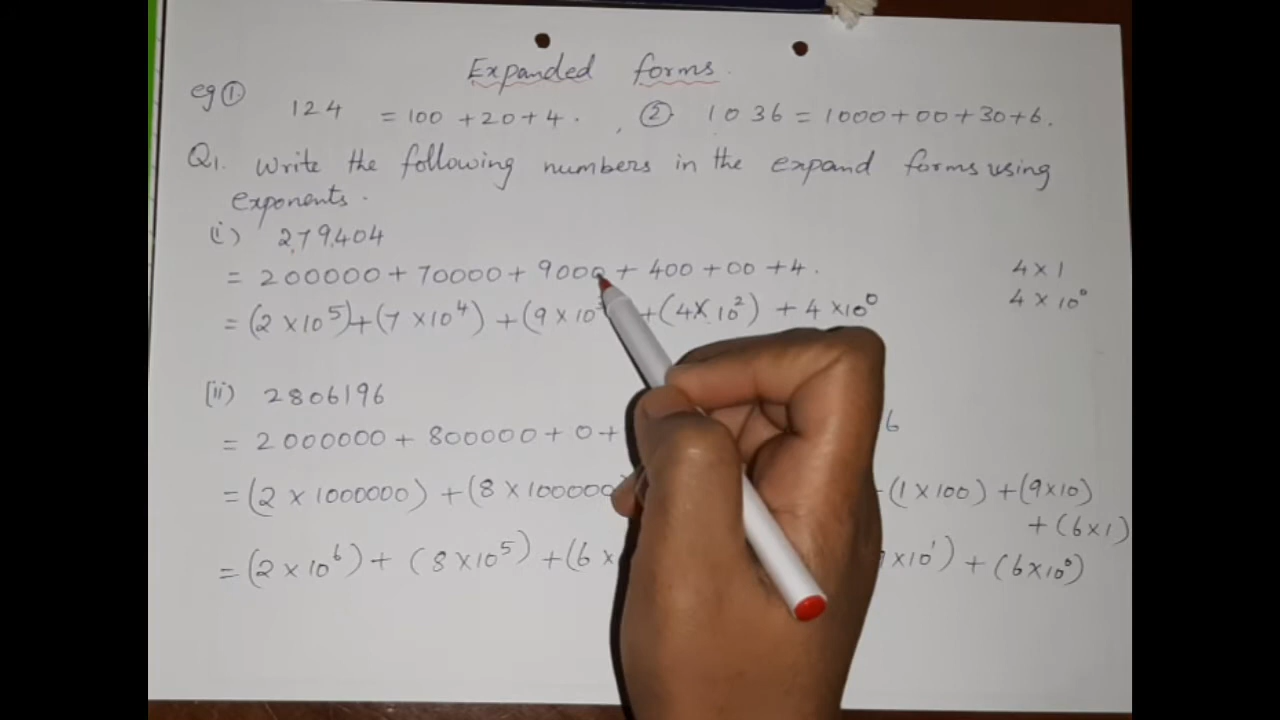 Expanded forms.
eg ①. 124 = 100 + 20 + 4. , ② 1036 = 1000 + 00 + 30 + 6.
Q1. Write the following numbers in the expand forms using
exponents.
(i) 2,79,404
= 200000 + 70000 + 9000 + 400 + 00 + 4. 4 × 1
= (2 × 10⁵) + (7 × 10⁴) + (9 × 10 + (4 × 10²) + 4 × 10⁰ 4 × 10⁰
(ii) 2806196
= 2000000 + 800000 + 0 + 6
= (2 × 1000000) + (8 × 100000 (1 × 100) + (9 × 10)
+ (6 × 1)
= (2 × 10⁶) + (8 × 10⁵) + (6 × × 10¹) + (6 × 10⁰)